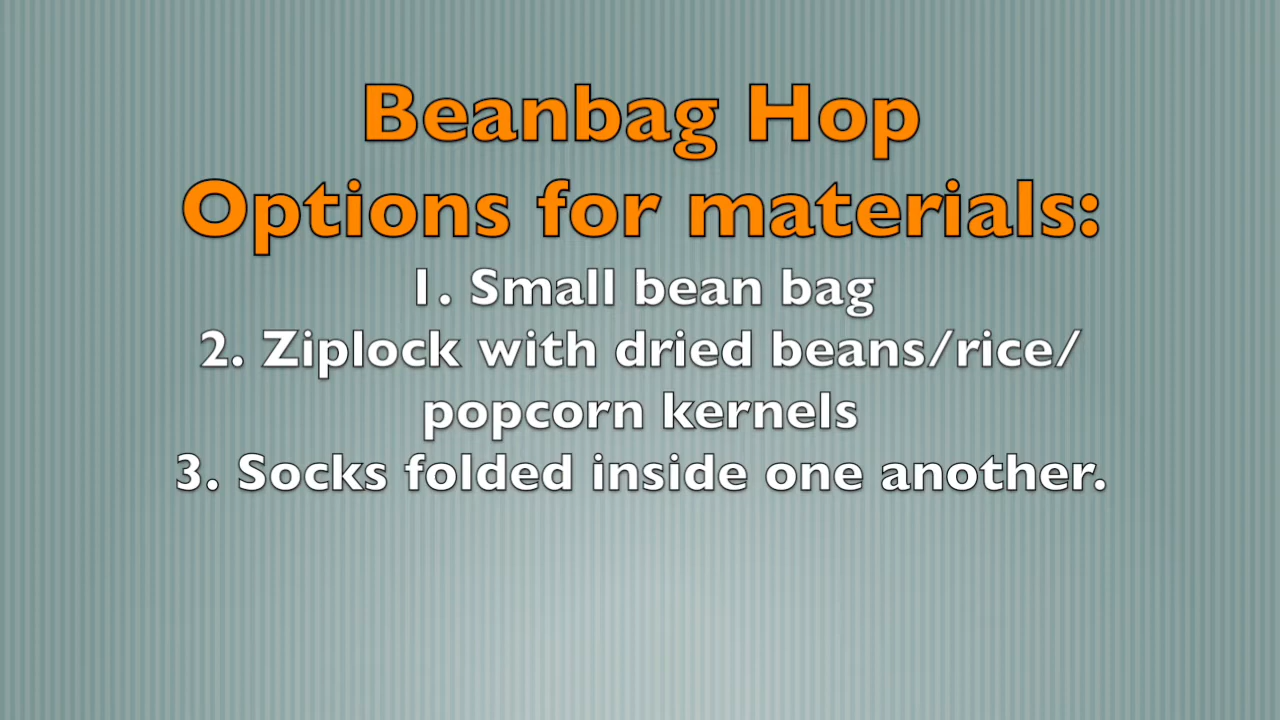 Beanbag Hop
Options for materials:
1. Small bean bag
2. Ziplock with dried beans/rice/
popcorn kernels
3. Socks folded inside one another.